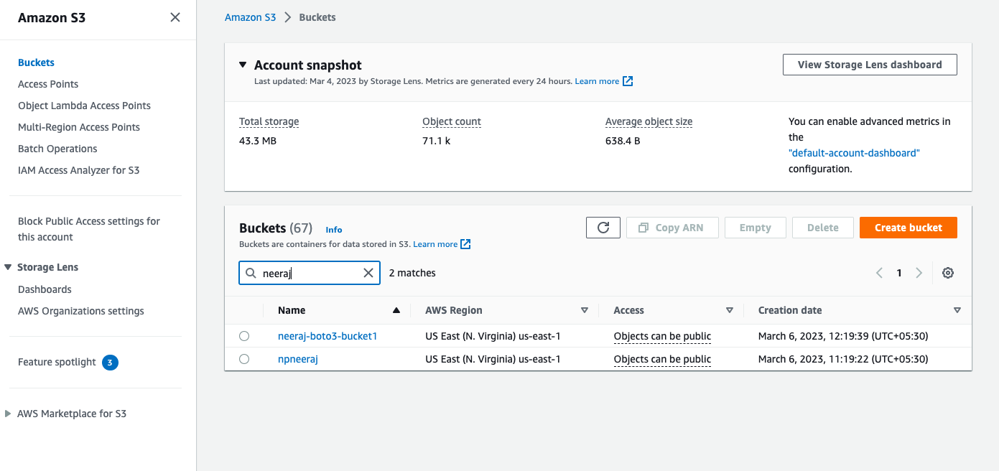 Amazon S3
Buckets
Access Points
Object Lambda Access Points
Multi-Region Access Points
Batch Operations
IAM Access Analyzer for S3
Block Public Access settings for
this account
Storage Lens
Dashboards
AWS Organizations settings
Feature spotlight 3
AWS Marketplace for S3
Amazon S3 > Buckets
Account snapshot
View Storage Lens dashboard
Last updated: Mar 4, 2023 by Storage Lens. Metrics are generated every 24 hours. Learn more
Total storage
43.3 MB
Object count
71.1 k
Average object size
638.4 B
You can enable advanced metrics in
the
"default-account-dashboard"
configuration.
Buckets (67) Info
Buckets are containers for data stored in S3. Learn more
Copy ARN
Empty
Delete
Create bucket
neeraj
2 matches
1
Name AWS Region Access Creation date
neeraj-boto3-bucket1 US East (N. Virginia) us-east-1 Objects can be public March 6, 2023, 12:19:39 (UTC+05:30)
npneeraj US East (N. Virginia) us-east-1 Objects can be public March 6, 2023, 11:19:22 (UTC+05:30)